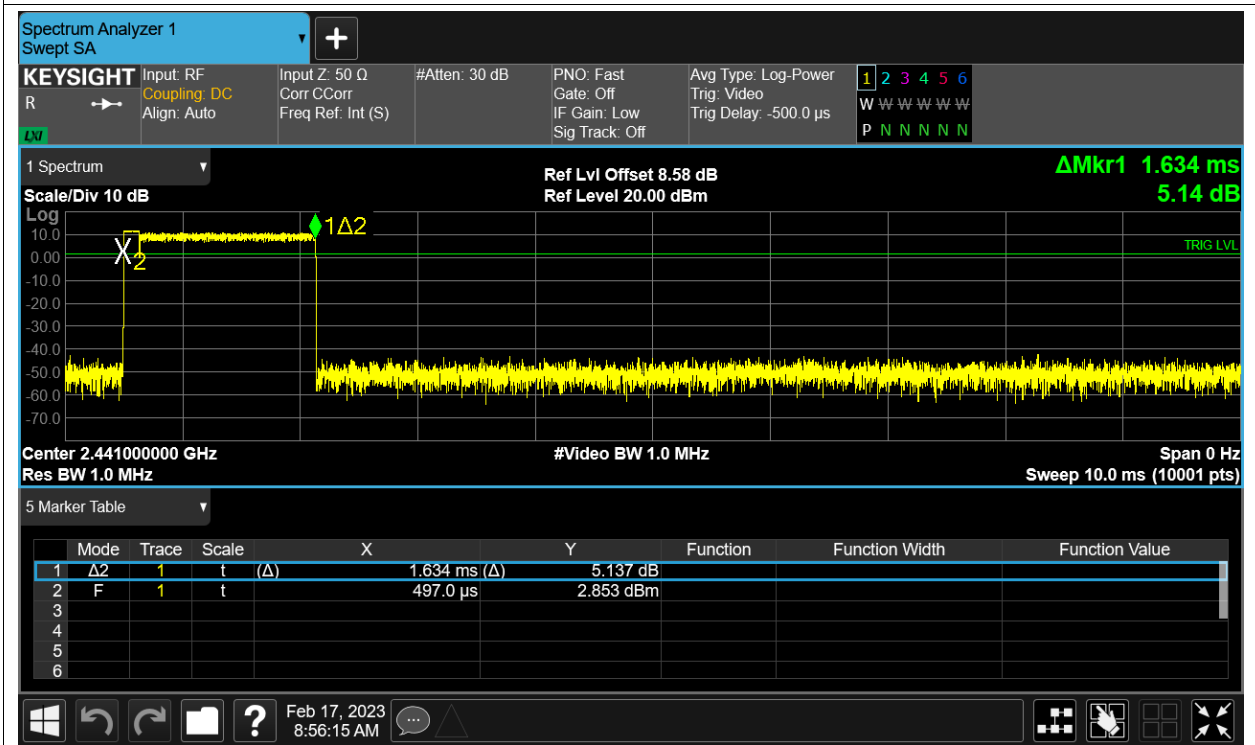 Spectrum Analyzer 1
Swept SA
+
KEYSIGHT
R
LXI
Input: RF
Coupling: DC
Align: Auto
Input Z: 50 Ω
Corr CCorr
Freq Ref: Int (S)
#Atten: 30 dB
PNO: Fast
Gate: Off
IF Gain: Low
Sig Track: Off
Avg Type: Log-Power
Trig: Video
Trig Delay: -500.0 µs
1 2 3 4 5 6
W W W W W W
P N N N N N
1 Spectrum
Scale/Div 10 dB
Ref Lvl Offset 8.58 dB
Ref Level 20.00 dBm
ΔMkr1 1.634 ms
5.14 dB
Log
10.0
0.00
-10.0
-20.0
-30.0
-40.0
-50.0
-60.0
-70.0
X
2
1Δ2
TRIG LVL
Center 2.441000000 GHz
#Video BW 1.0 MHz
Span 0 Hz
Res BW 1.0 MHz
Sweep 10.0 ms (10001 pts)
5 Marker Table
Mode Trace Scale X Y Function Function Width Function Value
1 Δ2 1 t (Δ) 1.634 ms (Δ) 5.137 dB
2 F 1 t 497.0 µs 2.853 dBm
3
4
5
6
?
Feb 17, 2023
8:56:15 AM